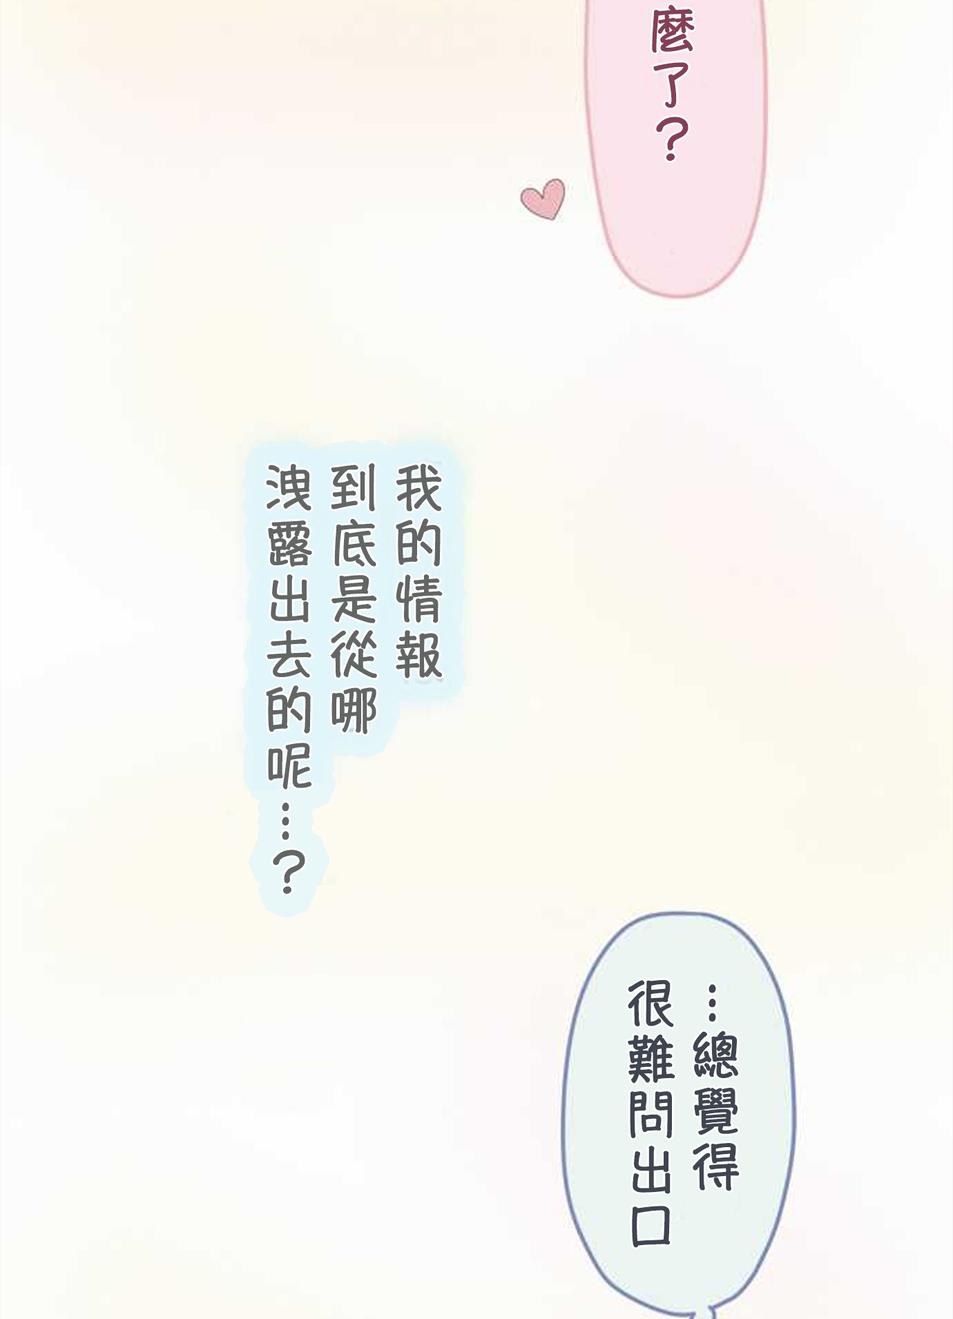 麼了？
我的情報
到底是從哪
洩露出去的呢…？
…總覺得
很難問出口